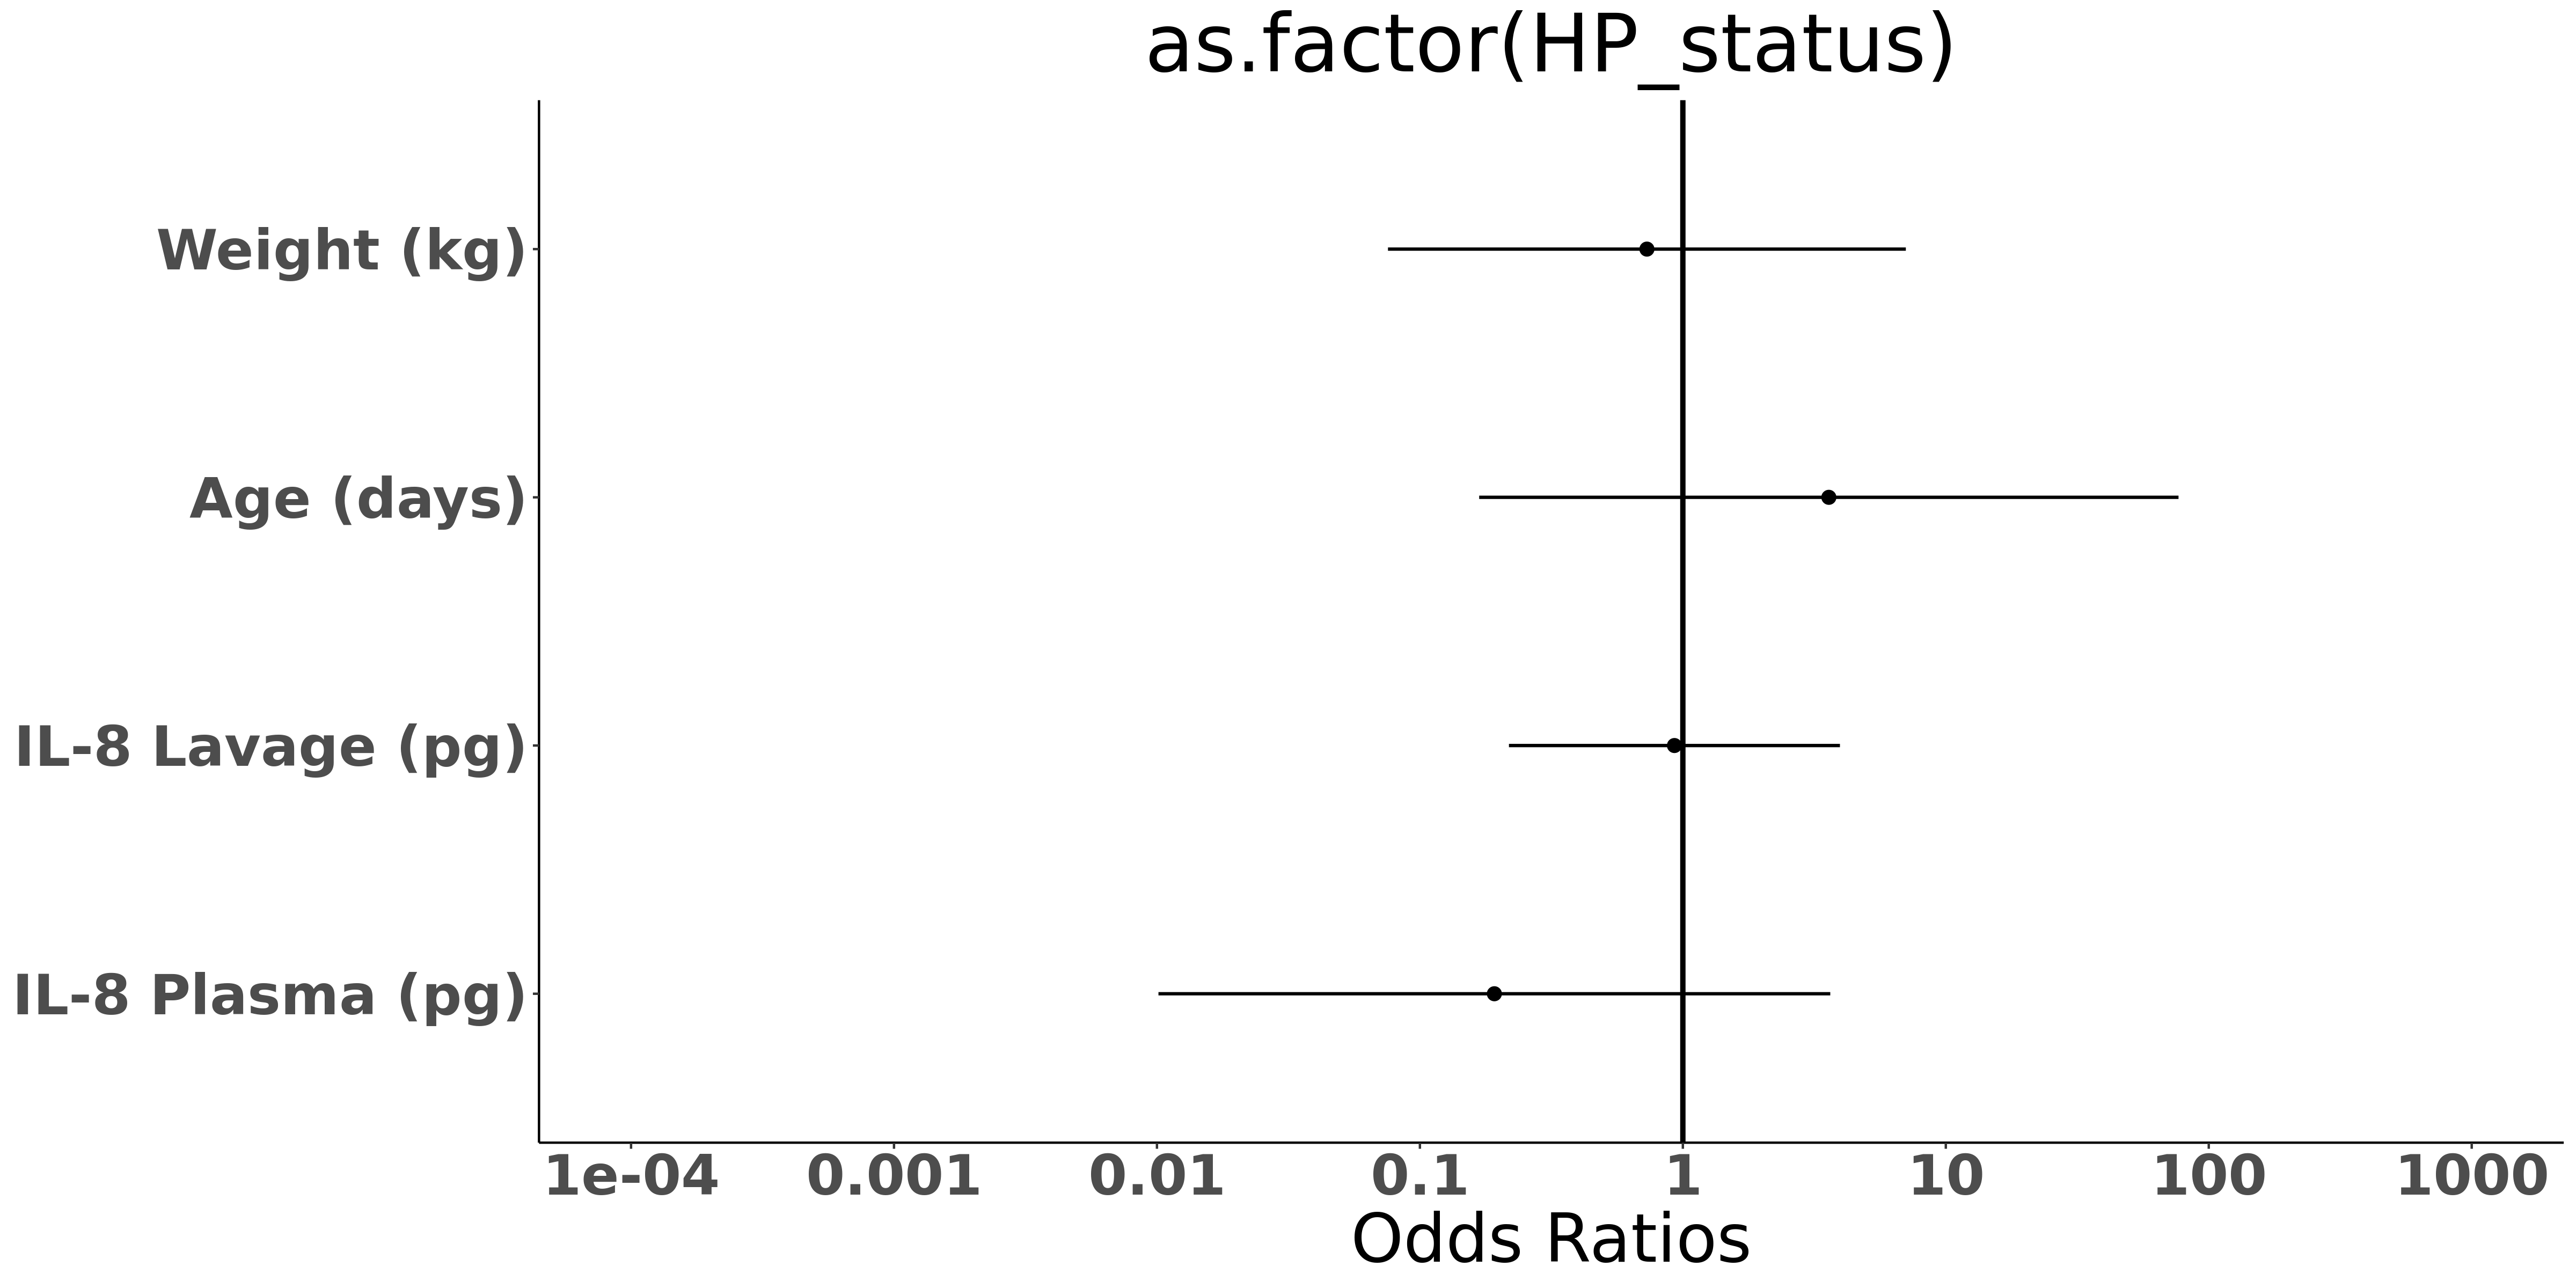 as.factor(HP_status)
Weight (kg)
Age (days)
IL-8 Lavage (pg)
IL-8 Plasma (pg)
1e-04 0.001 0.01 0.1 1 10 100 1000
Odds Ratios